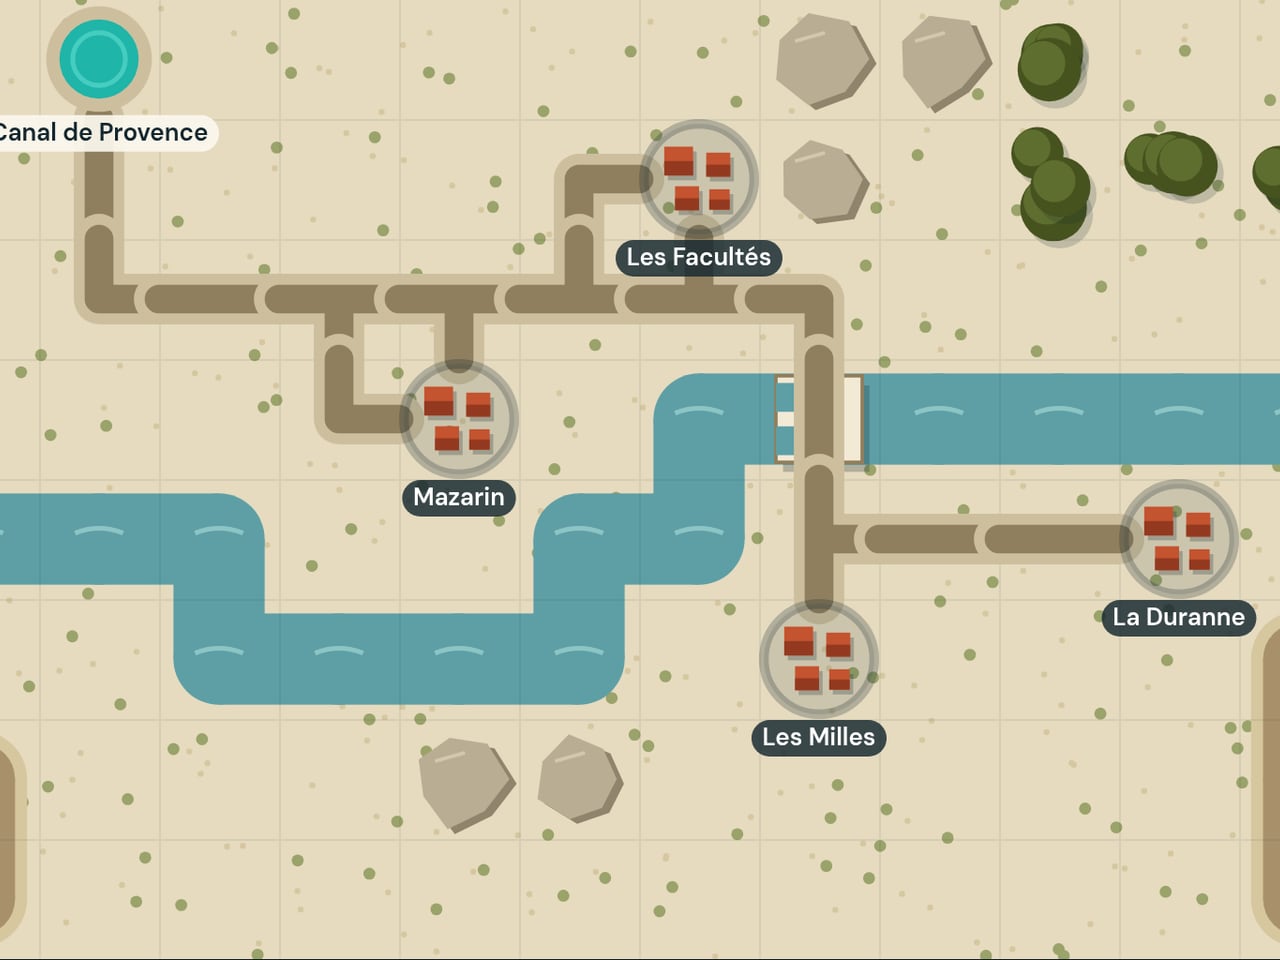 Canal de Provence
Les Facultés
Mazarin
La Duranne
Les Milles